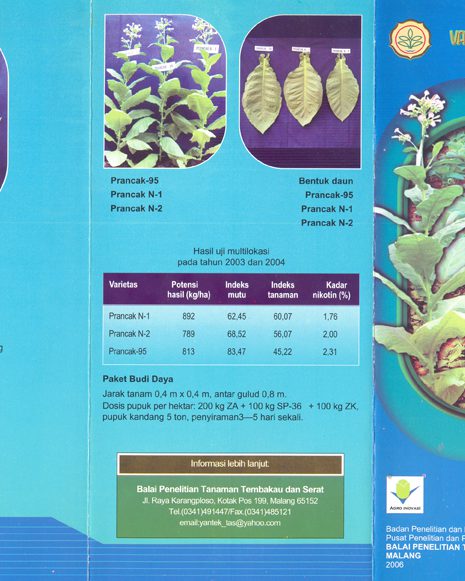 Prancak-95
Prancak N-1
Prancak N-2
Bentuk daun
Prancak-95
Prancak N-1
Prancak N-2
Hasil uji multilokasi
pada tahun 2003 dan 2004
Varietas Potensi hasil (kg/ha) Indeks mutu Indeks tanaman Kadar nikotin (%)
Prancak N-1 892 62,45 60,07 1,76
Prancak N-2 789 68,52 56,07 2.00
Prancak-95 813 83,47 45,22 2.31
Paket Budi Daya
Jarak tanam 0,4 m x 0,4 m, antar gulud 0,8 m.
Dosis pupuk per hektar: 200 kg ZA + 100 kg SP-36 + 100 kg ZK,
pupuk kandang 5 ton, penyiraman3—5 hari sekali.
Informasi lebih lanjut:
Balai Penelitian Tanaman Tembakau dan Serat
Jl. Raya Karangploso, Kotak Pos 199, Malang 65152
Tel.(0341)491447/Fax.(0341)485121
email:yantek_tas@yahoo.com
AGRO INOVASI
Badan Penelitian dan
Pusat Penelitian dan
BALAI PENELITIAN
MALANG
2006